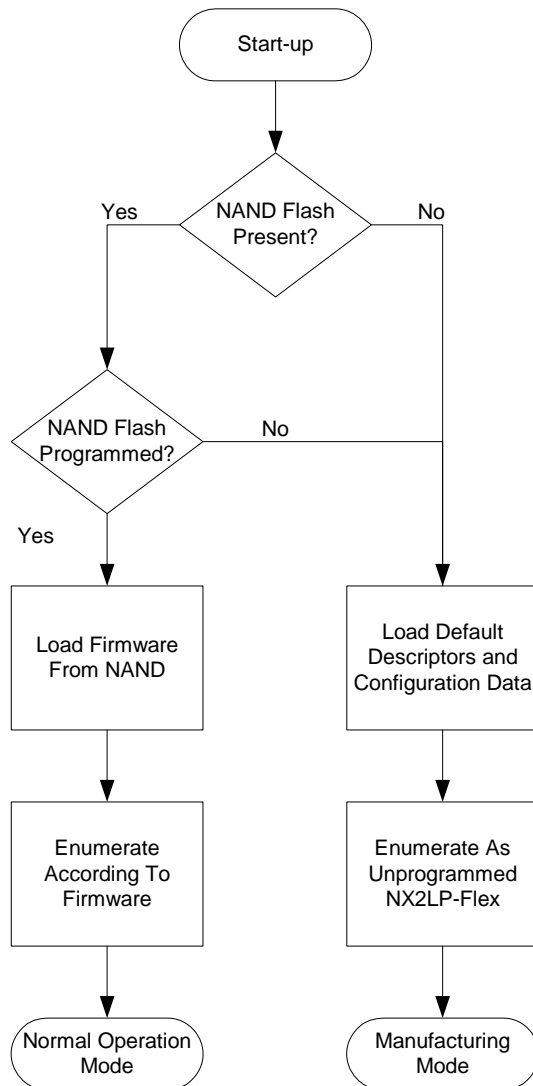 Start-up
NAND Flash
Present?
Yes
No
NAND Flash
Programmed?
No
Yes
Load Firmware
From NAND
Load Default
Descriptors and
Configuration Data
Enumerate
According To
Firmware
Enumerate As
Unprogrammed
NX2LP-Flex
Normal Operation
Mode
Manufacturing
Mode